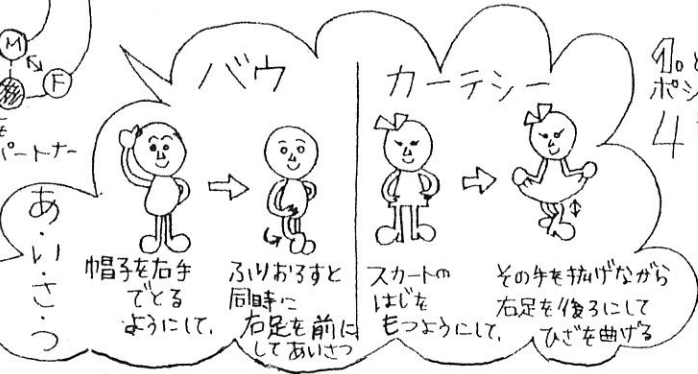 M
F
パートナー
バウ
カーテシー
ポジ
4
あ・い・さ・つ
帽子を右手
でとる
ようにして、
ふりおろすと
同時に
右足を前に
してあいさつ
スカートの
はじを
もつようにして、
その手を拡げながら
右足を後ろにして
ひざを曲げる